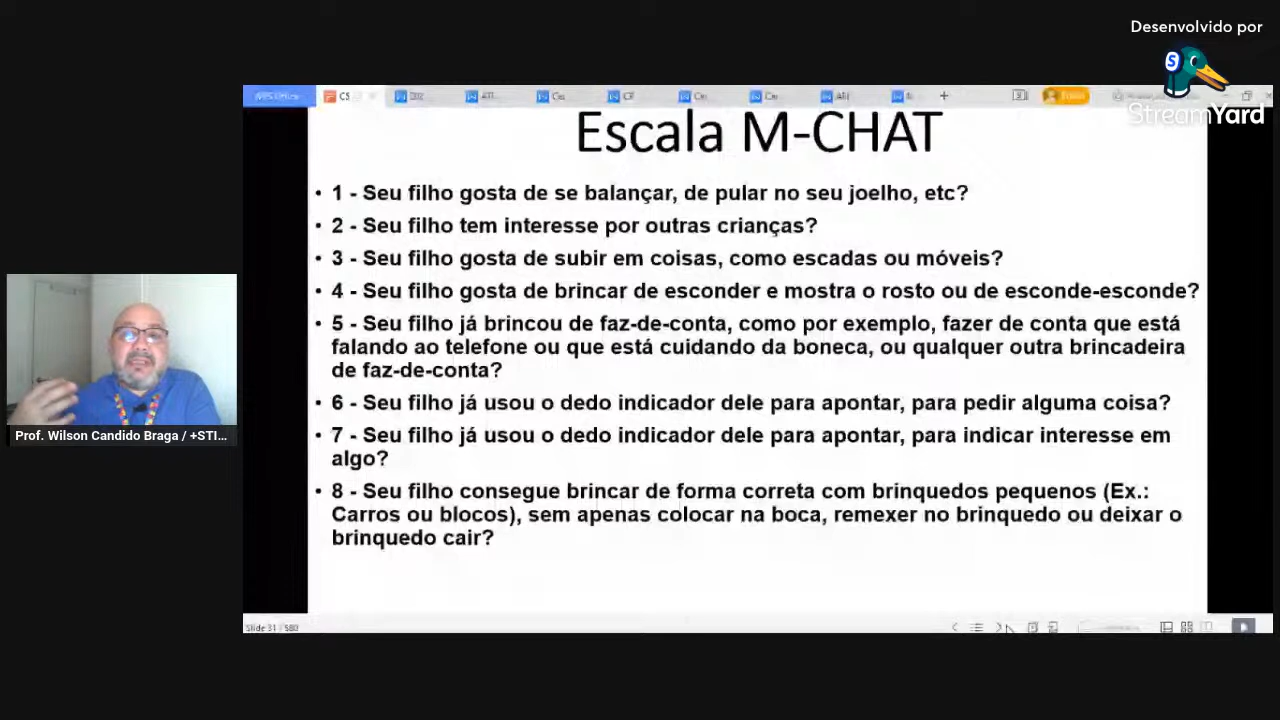 Desenvolvido por
StreamYard
WPS Office
Escala M-CHAT
• 1 - Seu filho gosta de se balançar, de pular no seu joelho, etc?
• 2 - Seu filho tem interesse por outras crianças?
• 3 - Seu filho gosta de subir em coisas, como escadas ou móveis?
• 4 - Seu filho gosta de brincar de esconder e mostra o rosto ou de esconde-esconde?
• 5 - Seu filho já brincou de faz-de-conta, como por exemplo, fazer de conta que está
falando ao telefone ou que está cuidando da boneca, ou qualquer outra brincadeira
de faz-de-conta?
• 6 - Seu filho já usou o dedo indicador dele para apontar, para pedir alguma coisa?
• 7 - Seu filho já usou o dedo indicador dele para apontar, para indicar interesse em
algo?
• 8 - Seu filho consegue brincar de forma correta com brinquedos pequenos (Ex.:
Carros ou blocos), sem apenas colocar na boca, remexer no brinquedo ou deixar o
brinquedo cair?
Prof. Wilson Candido Braga / +STI...
Slide 31 / 580